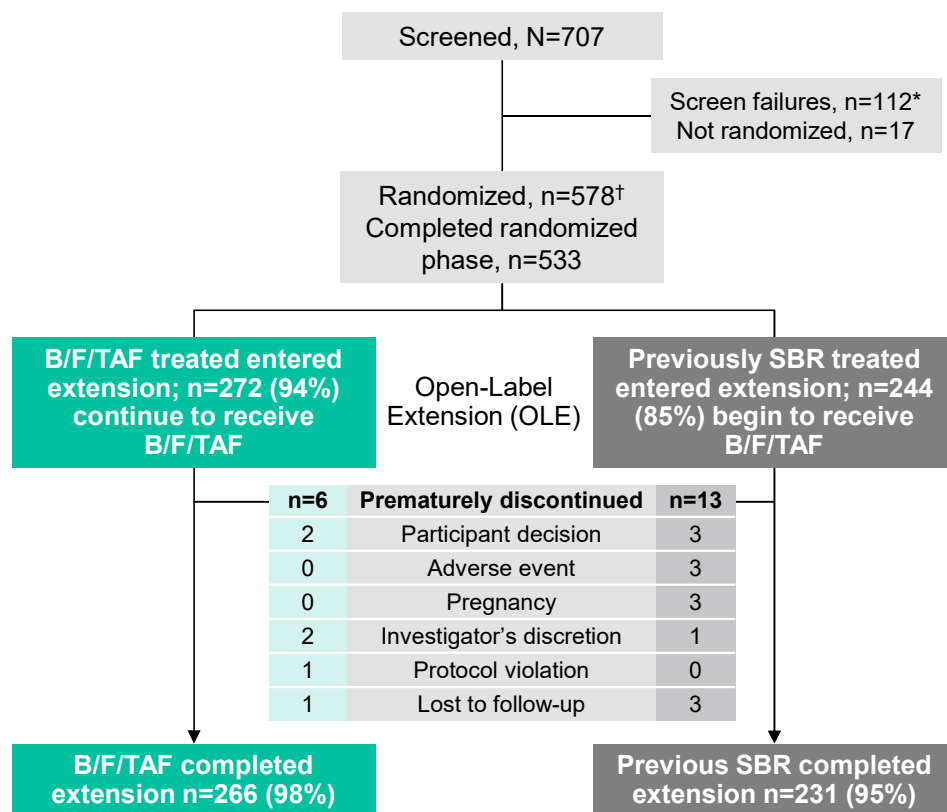 Screened, N=707
Screen failures, n=112*
Not randomized, n=17
Randomized, n=578†
Completed randomized
phase, n=533
B/F/TAF treated entered
extension; n=272 (94%)
continue to receive
B/F/TAF
Open-Label
Extension (OLE)
Previously SBR treated
entered extension; n=244
(85%) begin to receive
B/F/TAF
n=6 Prematurely discontinued n=13
2 Participant decision 3
0 Adverse event 3
0 Pregnancy 3
2 Investigator's discretion 1
1 Protocol violation 0
1 Lost to follow-up 3
B/F/TAF completed
extension n=266 (98%)
Previous SBR completed
extension n=231 (95%)